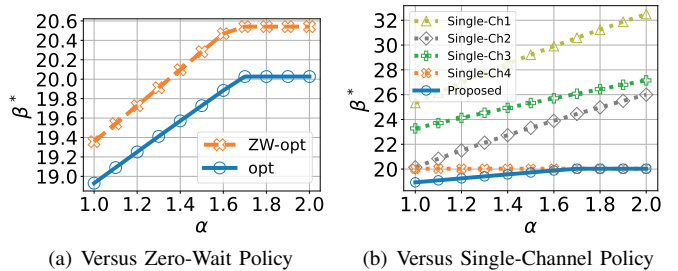 20.6
20.4
20.2
20.0
19.8
19.6
19.4
19.2
19.0
β*
1.0 1.2 1.4 1.6 1.8 2.0
α
ZW-opt
opt
(a) Versus Zero-Wait Policy
32
30
28
26
24
22
20
β*
1.0 1.2 1.4 1.6 1.8 2.0
α
Single-Ch1
Single-Ch2
Single-Ch3
Single-Ch4
Proposed
(b) Versus Single-Channel Policy